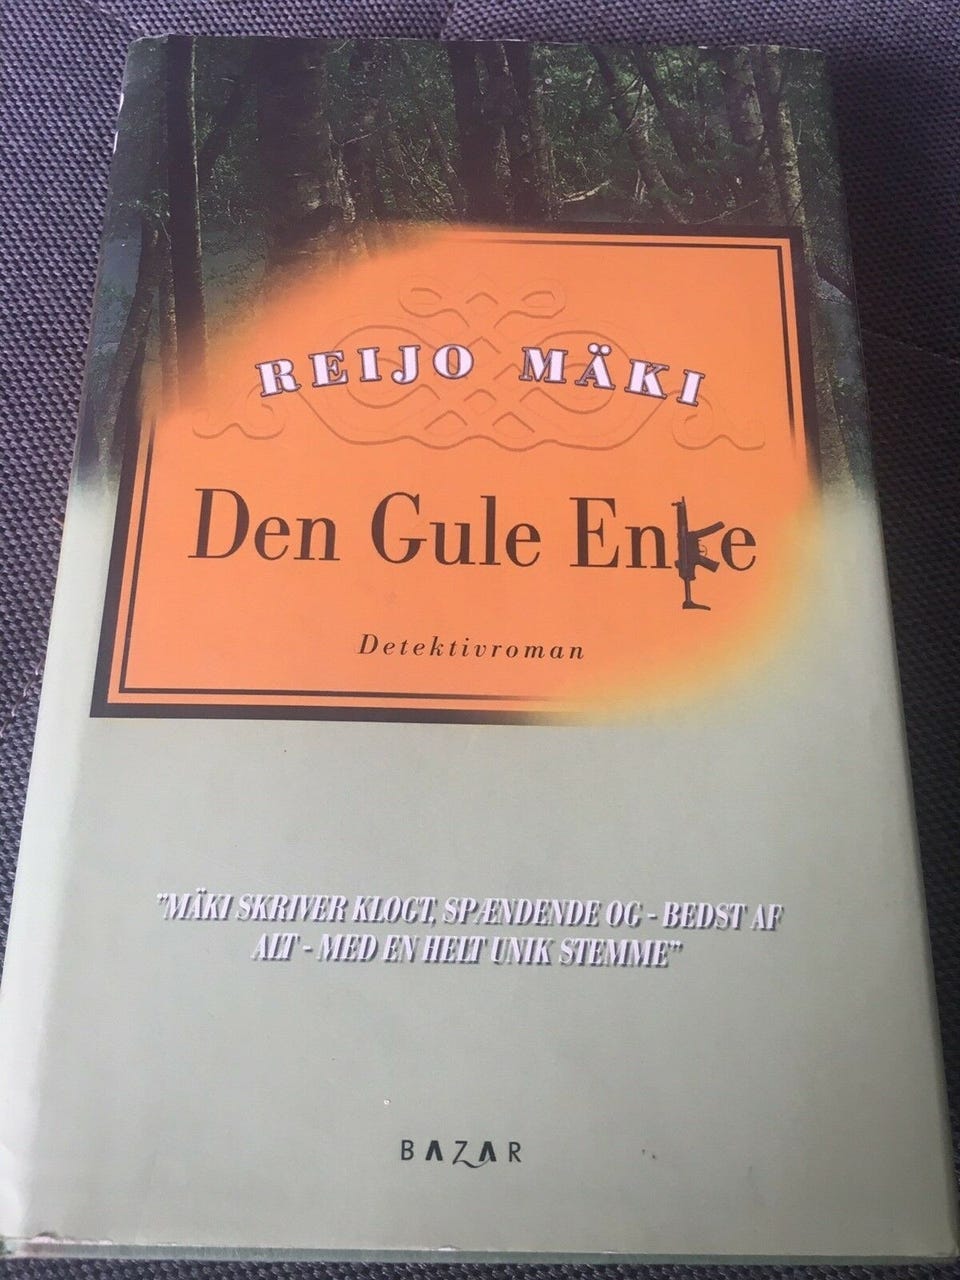 REIJO MÄKI
Den Gule Enke
Detektivroman
"MÄKI SKRIVER KLOGT, SPÆNDENDE OG - BEDST AF
ALT - MED EN HELT UNIK STEMME"
BAZAR